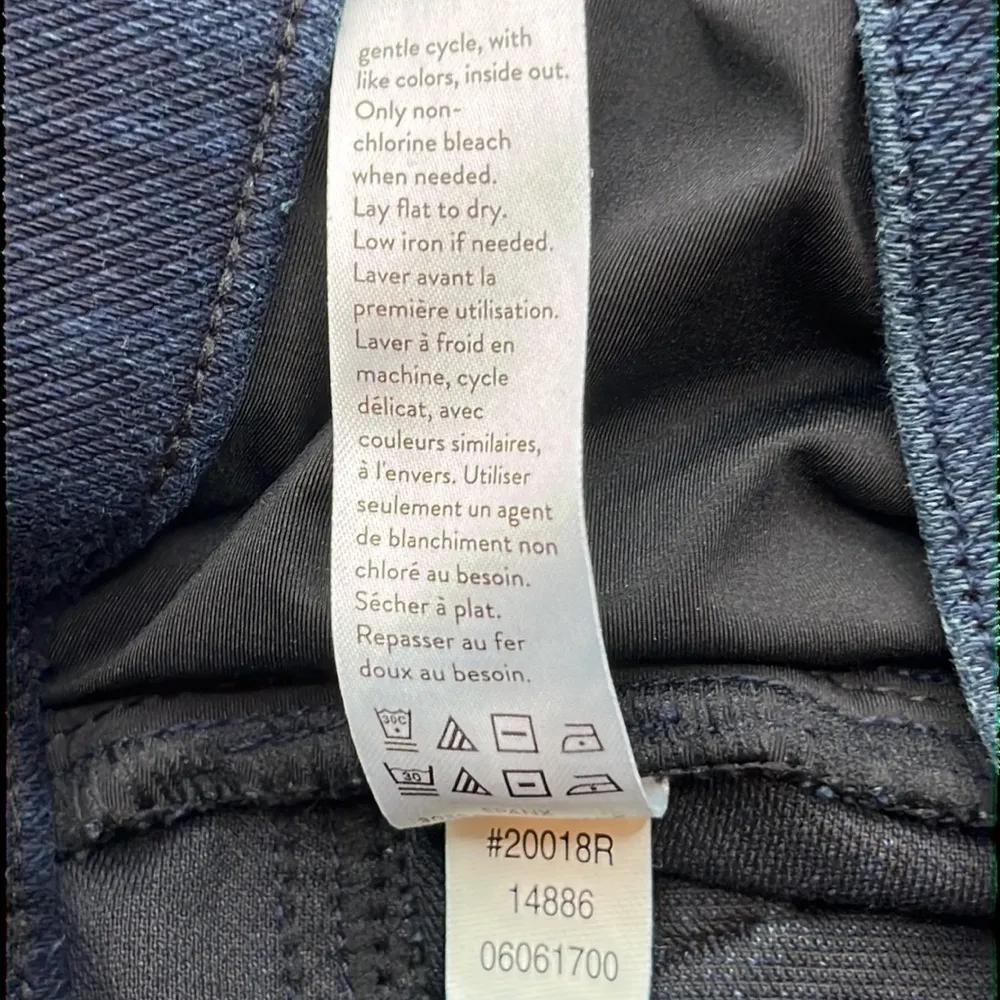 gentle cycle, with
like colors, inside out.
Only non-
chlorine bleach
when needed.
Lay flat to dry.
Low iron if needed.
Laver avant la
première utilisation.
Laver à froid en
machine, cycle
délicat, avec
couleurs similaires,
à l'envers. Utiliser
seulement un agent
de blanchiment non
chloré au besoin.
Sécher à plat.
Repasser au fer
doux au besoin.
30C
30
SPANX
#20018R
14886
06061700